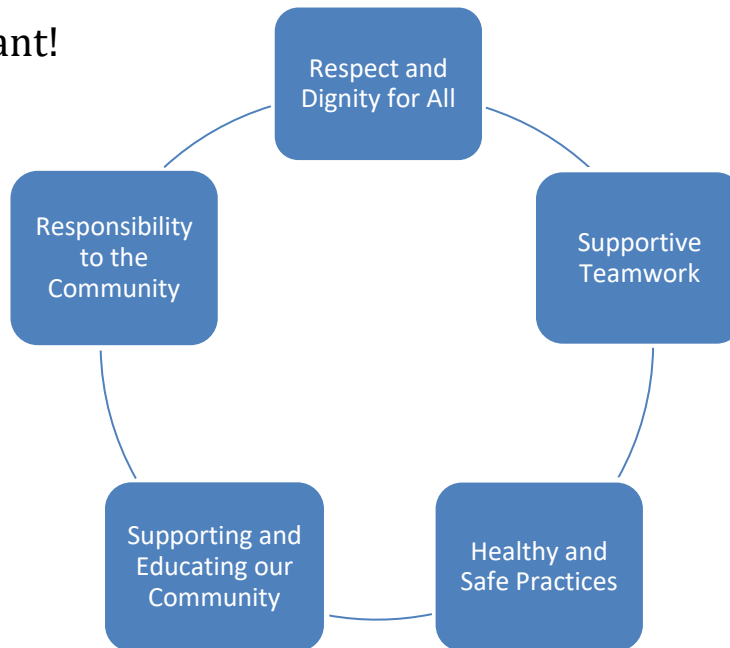 ant!
Respect and
Dignity for All
Responsibility
to the
Community
Supportive
Teamwork
Supporting and
Educating our
Community
Healthy and
Safe Practices